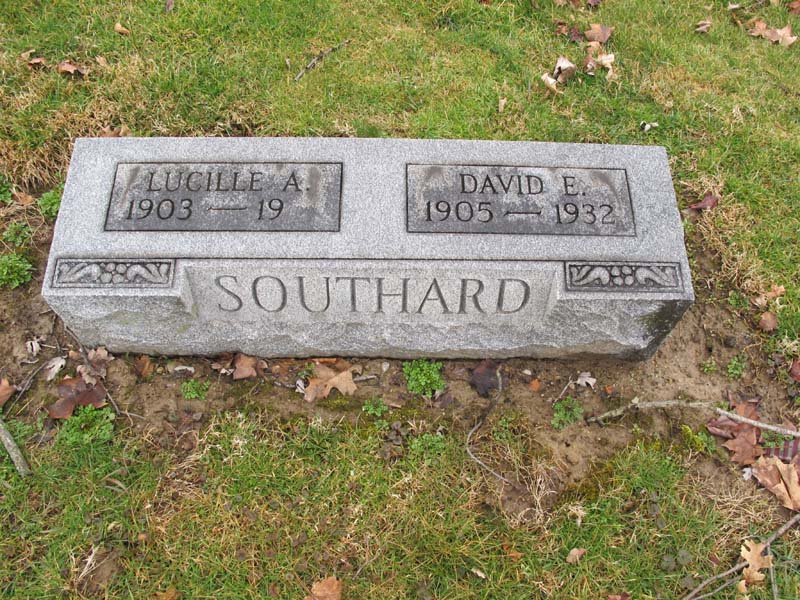 LUCILLE A.
1903 — 19
DAVID E.
1905 — 1932
SOUTHARD